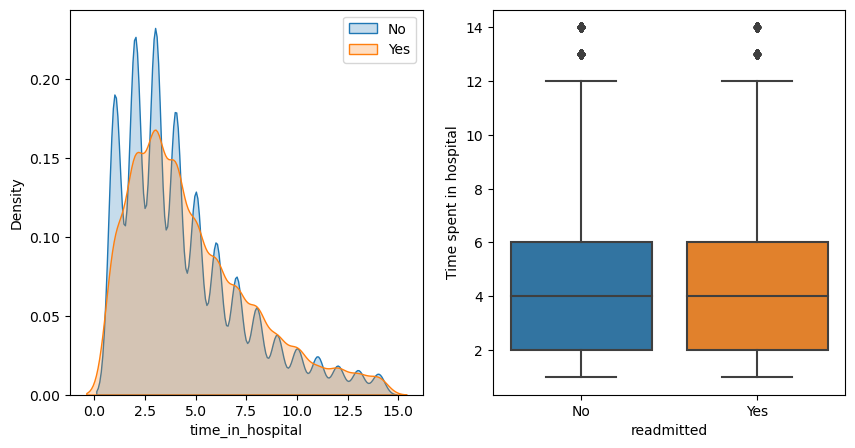 No
Yes
0.20
0.15
0.10
0.05
0.00
Density
0.0 2.5 5.0 7.5 10.0 12.5 15.0
time_in_hospital
14
12
10
8
6
4
2
Time spent in hospital
No Yes
readmitted